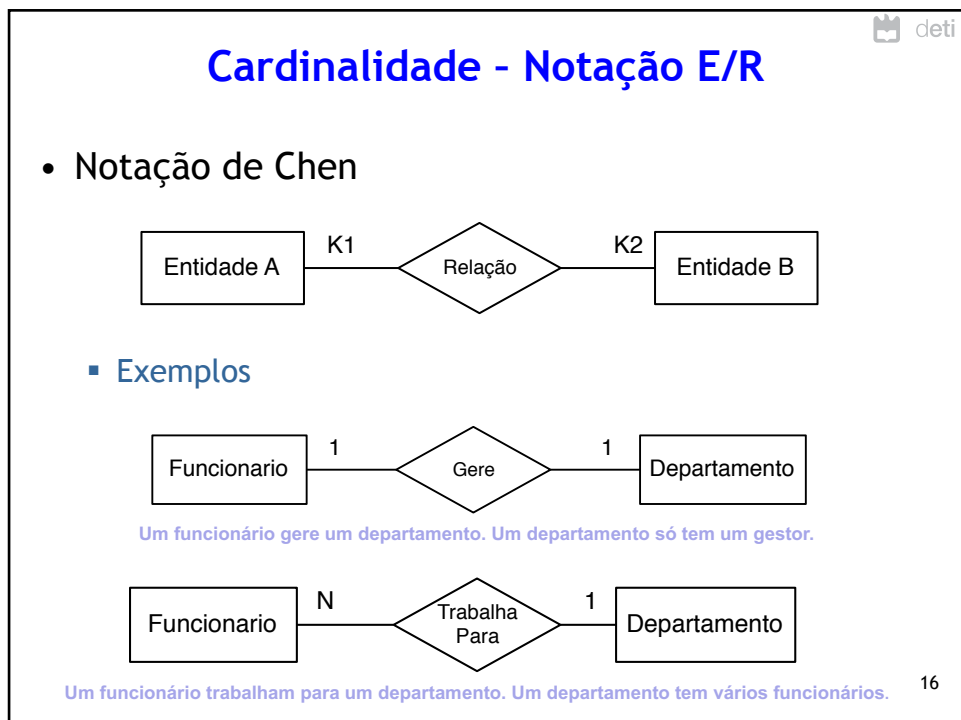 deti
Cardinalidade – Notação E/R
• Notação de Chen
Entidade A K1 Relação K2 Entidade B
▪ Exemplos
Funcionario 1 Gere 1 Departamento
Um funcionário gere um departamento. Um departamento só tem um gestor.
Funcionario N Trabalha Para 1 Departamento
Um funcionário trabalham para um departamento. Um departamento tem vários funcionários.
16